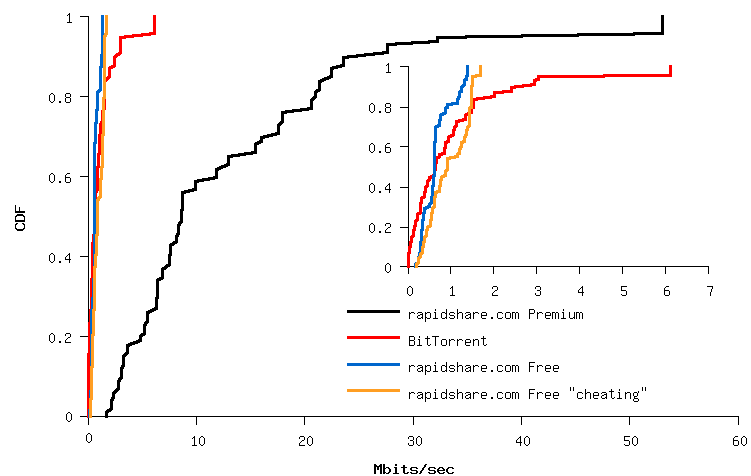 1
0.8
0.6
0.4
0.2
0
CDF
0 10 20 30 40 50 60
Mbits/sec
1
0.8
0.6
0.4
0.2
0
0 1 2 3 4 5 6 7
rapidshare.com Premium
BitTorrent
rapidshare.com Free
rapidshare.com Free "cheating"